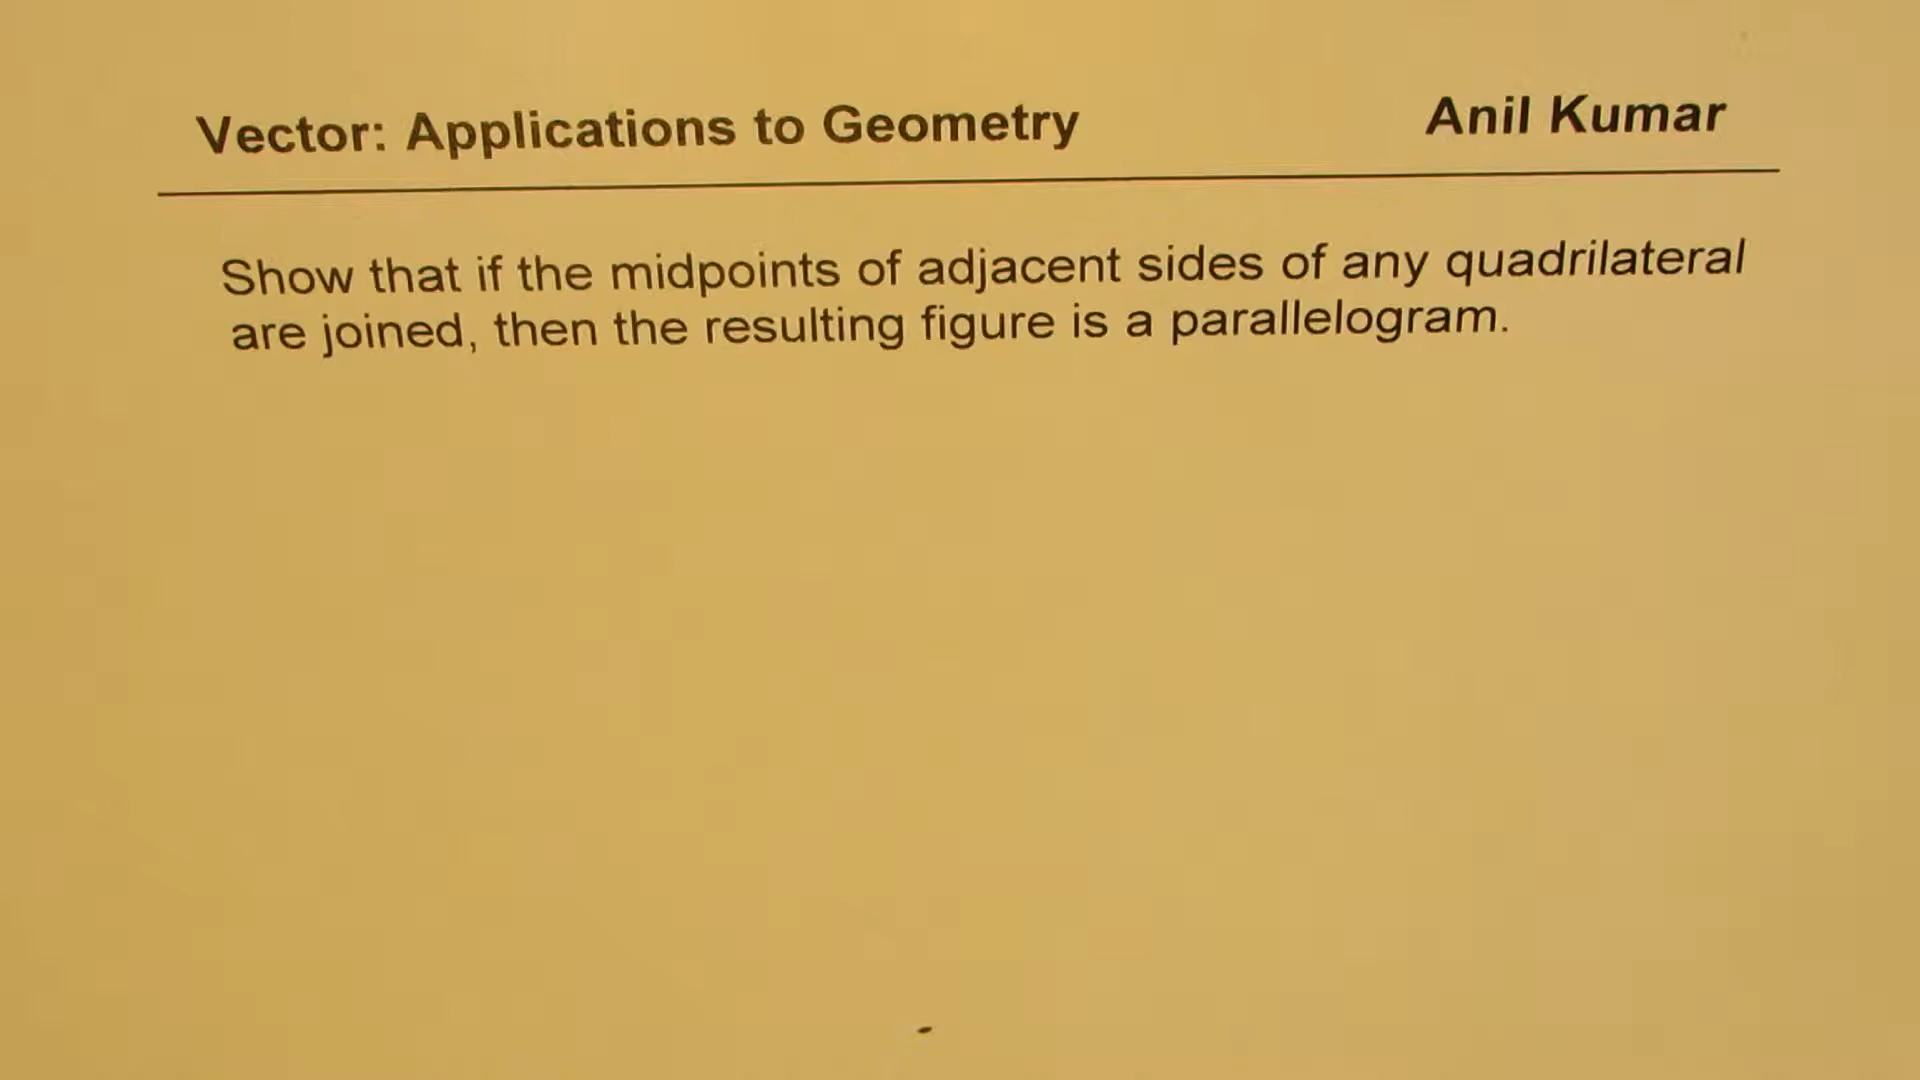 Vector: Applications to Geometry Anil Kumar
Show that if the midpoints of adjacent sides of any quadrilateral
are joined, then the resulting figure is a parallelogram.